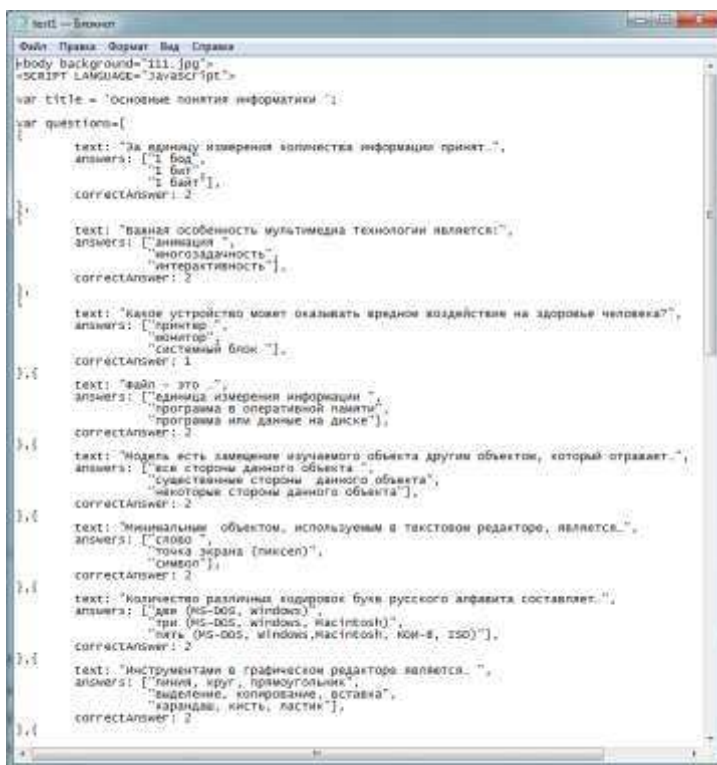 test1 — Блокнот
Файл Правка Формат Вид Справка
<body background="111.jpg">
<SCRIPT LANGUAGE="JavaScript">
var title = 'Основные понятия информатики ';
var questions=[
{
text: "За единицу измерения количества информации принят…",
answers: ["1 бод",
"1 бит",
"1 байт"],
correctAnswer: 2
},
{
text: "Важная особенность мультимедиа технологии является:",
answers: ["анимация ",
"многозадачность",
"интерактивность"],
correctAnswer: 2
},
{
text: "Какое устройство может оказывать вредное воздействие на здоровье человека?",
answers: ["принтер ",
"монитор",
"системный блок "],
correctAnswer: 1
},{
text: "Файл - это …",
answers: ["единица измерения информации ",
"программа в оперативной памяти",
"программа или данные на диске"],
correctAnswer: 2
},{
text: "Модель есть замещение изучаемого объекта другим объектом, который отражает…",
answers: ["все стороны данного объекта ",
"существенные стороны  данного объекта",
"некоторые стороны данного объекта"],
correctAnswer: 2
},{
text: "Минимальным  объектом, используемым в текстовом редакторе, является…",
answers: ["слово ",
"точка экрана (пиксел)",
"символ"],
correctAnswer: 2
},{
text: "Количество различных кодировок букв русского алфавита составляет…",
answers: ["две (MS-DOS, Windows)",
"три (MS-DOS, Windows, Macintosh)",
"пять (MS-DOS, Windows,Macintosh, КОИ-8, ISO)"],
correctAnswer: 2
},{
text: "Инструментами в графическом редакторе является… ",
answers: ["линия, круг, прямоугольник",
"выделение, копирование, вставка",
"карандаш, кисть, ластик"],
correctAnswer: 2
},{